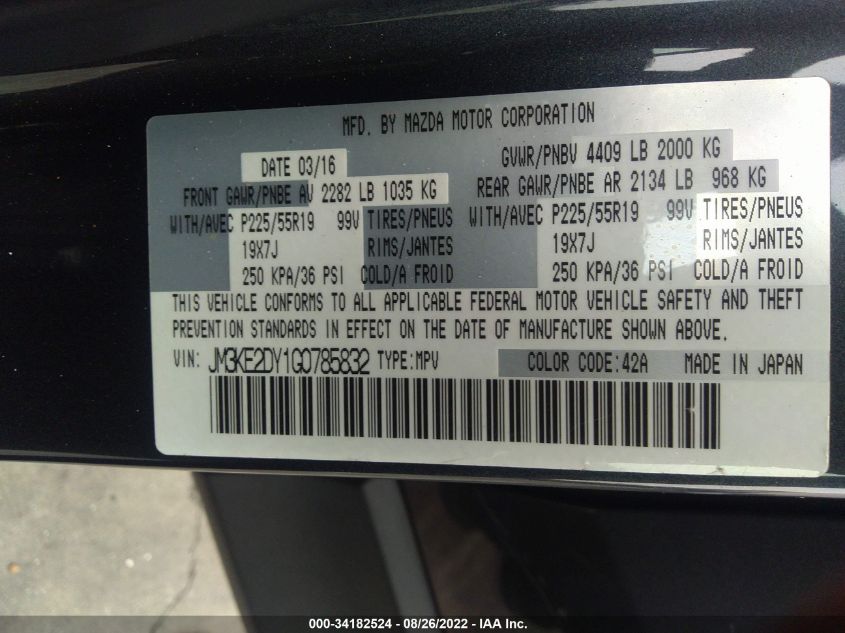 MFD. BY MAZDA MOTOR CORPORATION
DATE 03/16 GVWR/PNBV 4409 LB 2000 KG
FRONT GAWR/PNBE AV 2282 LB 1035 KG REAR GAWR/PNBE AR 2134 LB 968 KG
WITH/AVEC P225/55R19 99V TIRES/PNEUS WITH/AVEC P225/55R19 99V TIRES/PNEUS
19X7J RIMS/JANTES 19X7J RIMS/JANTES
250 KPA/36 PSI COLD/A FROID 250 KPA/36 PSI COLD/A FROID
THIS VEHICLE CONFORMS TO ALL APPLICABLE FEDERAL MOTOR VEHICLE SAFETY AND THEFT
PREVENTION STANDARDS IN EFFECT ON THE DATE OF MANUFACTURE SHOWN ABOVE.
VIN: JM3KE2DY1G0785832 TYPE:MPV COLOR CODE:42A MADE IN JAPAN
000-34182524 - 08/26/2022 - IAA Inc.